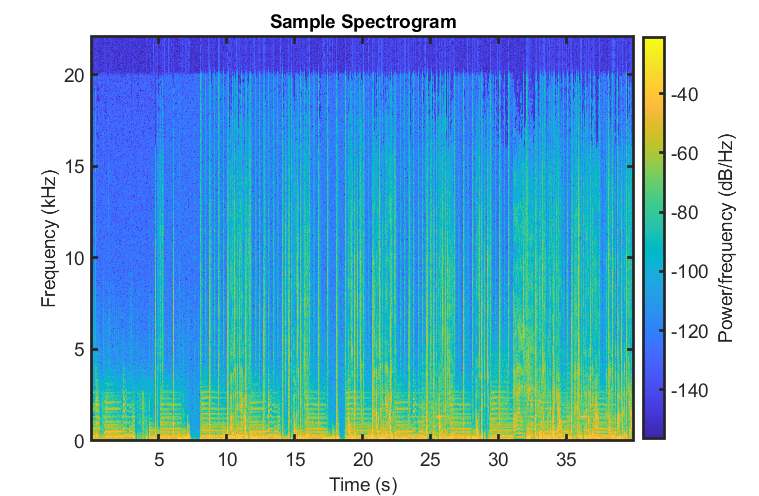 Sample Spectrogram
20
15
10
5
0
Frequency (kHz)
5 10 15 20 25 30 35
Time (s)
-40
-60
-80
-100
-120
-140
Power/frequency (dB/Hz)